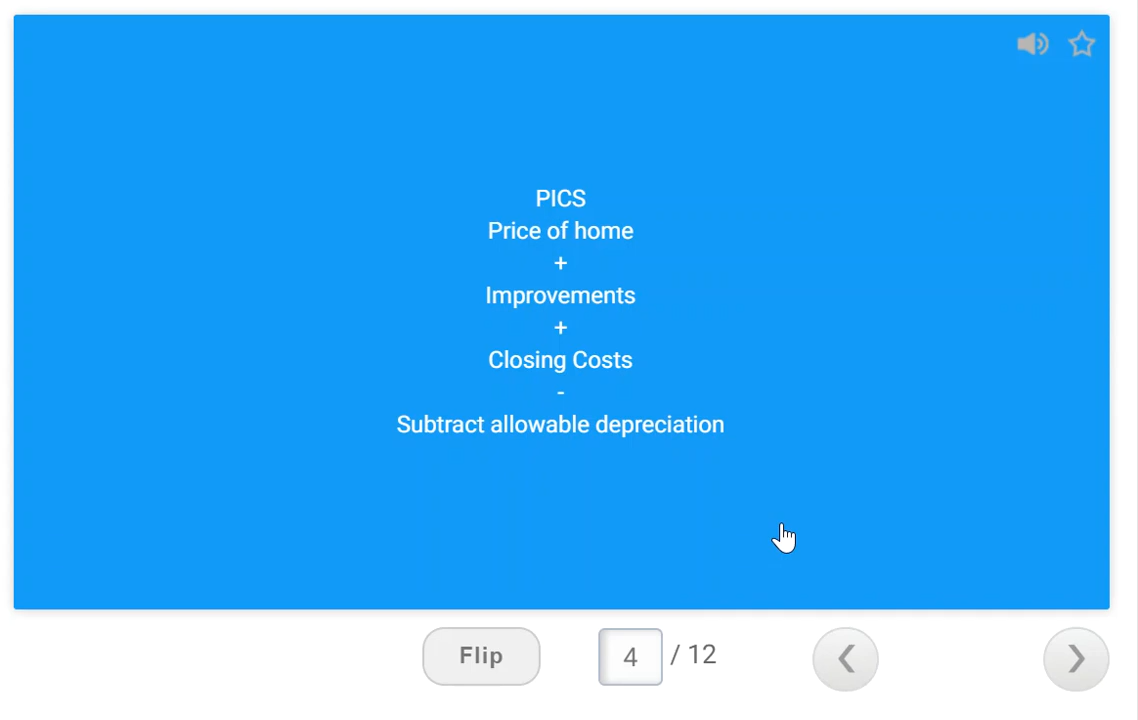 PICS
Price of home
+
Improvements
+
Closing Costs
-
Subtract allowable depreciation
Flip
4 / 12